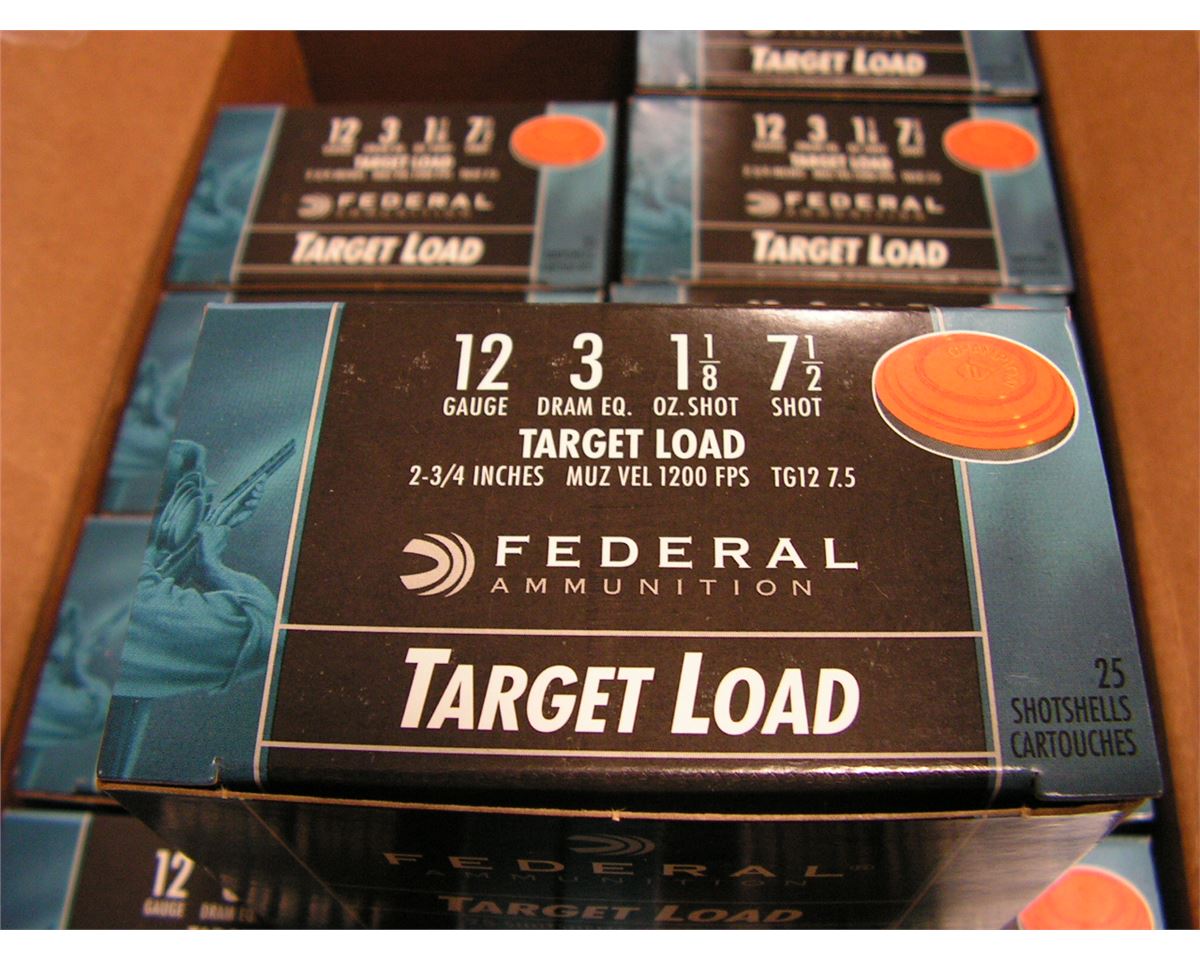 TARGET LOAD
12 3 1 1/8 7 1/2
TARGET LOAD
FEDERAL
AMMUNITION
TARGET LOAD
12 3 1 1/8 7 1/2
TARGET LOAD
FEDERAL
AMMUNITION
TARGET LOAD
12 3 1 1/8 7 1/2
GAUGE DRAM EQ. OZ. SHOT SHOT
TARGET LOAD
2-3/4 INCHES MUZ VEL 1200 FPS TG12 7.5
FEDERAL
AMMUNITION
TARGET LOAD
25
SHOTSHELLS
CARTOUCHES
FEDERAL®
AMMUNITION
TARGET LOAD
12
GAUGE DRAM EQ